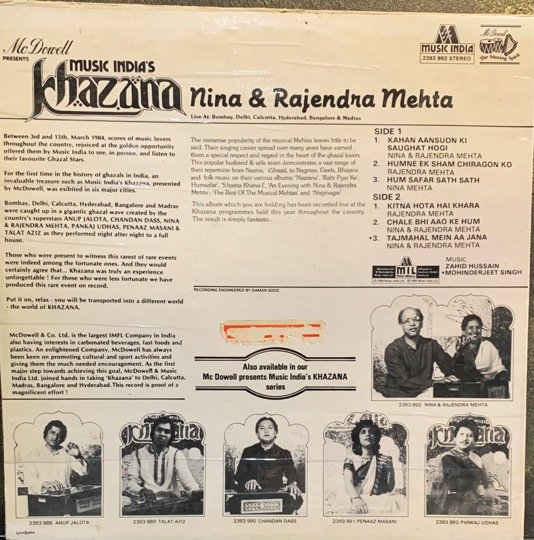 McDowell
PRESENTS
MUSIC INDIA'S
Khazana
Nina & Rajendra Mehta
Live At: Bombay, Delhi, Calcutta, Hyderabad, Bangalore & Madras
MUSIC INDIA
2393 992 STEREO
McDowell
The Moving Spirit
Between 3rd and 15th, March 1984, scores of music lovers
throughout the country, rejoiced at the golden opportunity
offered them by Music India to see, in person, and listen to
their favourite Ghazal Stars.
For the first time in the history of ghazals in India, an
invaluable treasure such as Music India's Khazana, presented
by McDowell, was exibited in six major cities.
Bombay, Delhi, Calcutta, Hyderabad, Bangalore and Madras
were caught up in a gigantic ghazal wave created by the
country's superstars ANUP JALOTA, CHANDAN DASS, NINA
& RAJENDRA MEHTA, PANKAJ UDHAS, PENAAZ MASANI &
TALAT AZIZ as they performed night after night to a full
house.
Those who were present to witness this rarest of rare events
were indeed among the fortunate ones. And they would
certainly agree that... Khazana was truly an experience
unforgettable ! For those who were less fortunate we have
produced this rare event on record.
Put it on, relax - you will be transported into a different world
- the world of KHAZANA.
McDowell & Co. Ltd. is the largest IMFL Company in India
also having interests in carbonated beverages, fast foods and
plastics. An enlightened Company, McDowell has always
been keen on promoting cultural and sport activities and
giving them the much needed encouragement. As the first
major step towards achieving this goal, McDowell & Music
India Ltd. joined hands in taking 'Khazana' to Delhi, Calcutta,
Madras, Bangalore and Hyderabad. This record is proof of a
magnificent effort !
The immense popularity of the musical Mehtas leaves little to be
said. Their singing career spread over many years have earned
them a special respect and regard in the heart of the ghazal lovers.
This popular husband & wife team demonstrates a vast range of
their repertoire from Nazms, Ghazal, to Nagmas, Geets, Bhajans
and folk music on their various albums. 'Nazrana', 'Rahi Pyar Ke',
Humsafar', 'Shama Khana I', 'An Evening with Nina & Rajendra
Mehta', 'The Best Of The Musical Mehtas' and 'Nagmagar'.
This album which you are holding has been recorded live at the
Khazana programmes held this year throughout the country
The result is simply fantastic.
RECORDING ENGINEERED BY DAMAN SOOD
SIDE 1
1. KAHAN AANSUON KI
SAUGHAT HOGI
NINA & RAJENDRA MEHTA
2. HUMNE EK SHAM CHIRAGON KO
RAJENDRA MEHTA
3. HUM SAFAR SATH SATH
NINA & RAJENDRA MEHTA
SIDE 2
1. KITNA HOTA HAI KHARA
RAJENDRA MEHTA
2. CHALE BHI AAO KE HUM
NINA & RAJENDRA MEHTA
•3. TAJMAHAL MEIN AA JANA
NINA & RAJENDRA MEHTA
MUSIC
ZAHID HUSSAIN
•MOHINDERJEET SINGH
MIL
Also available in our
Mc Dowell presents Music India's KHAZANA
series
2393 992 NINA & RAJENDRA MEHTA
2393 988 ANUP JALOTA
2393 989 TALAT AZIZ
2393 990 CHANDAN DASS
2393 991 PENAAZ MASANI
2393 993 PANKAJ UDHAS